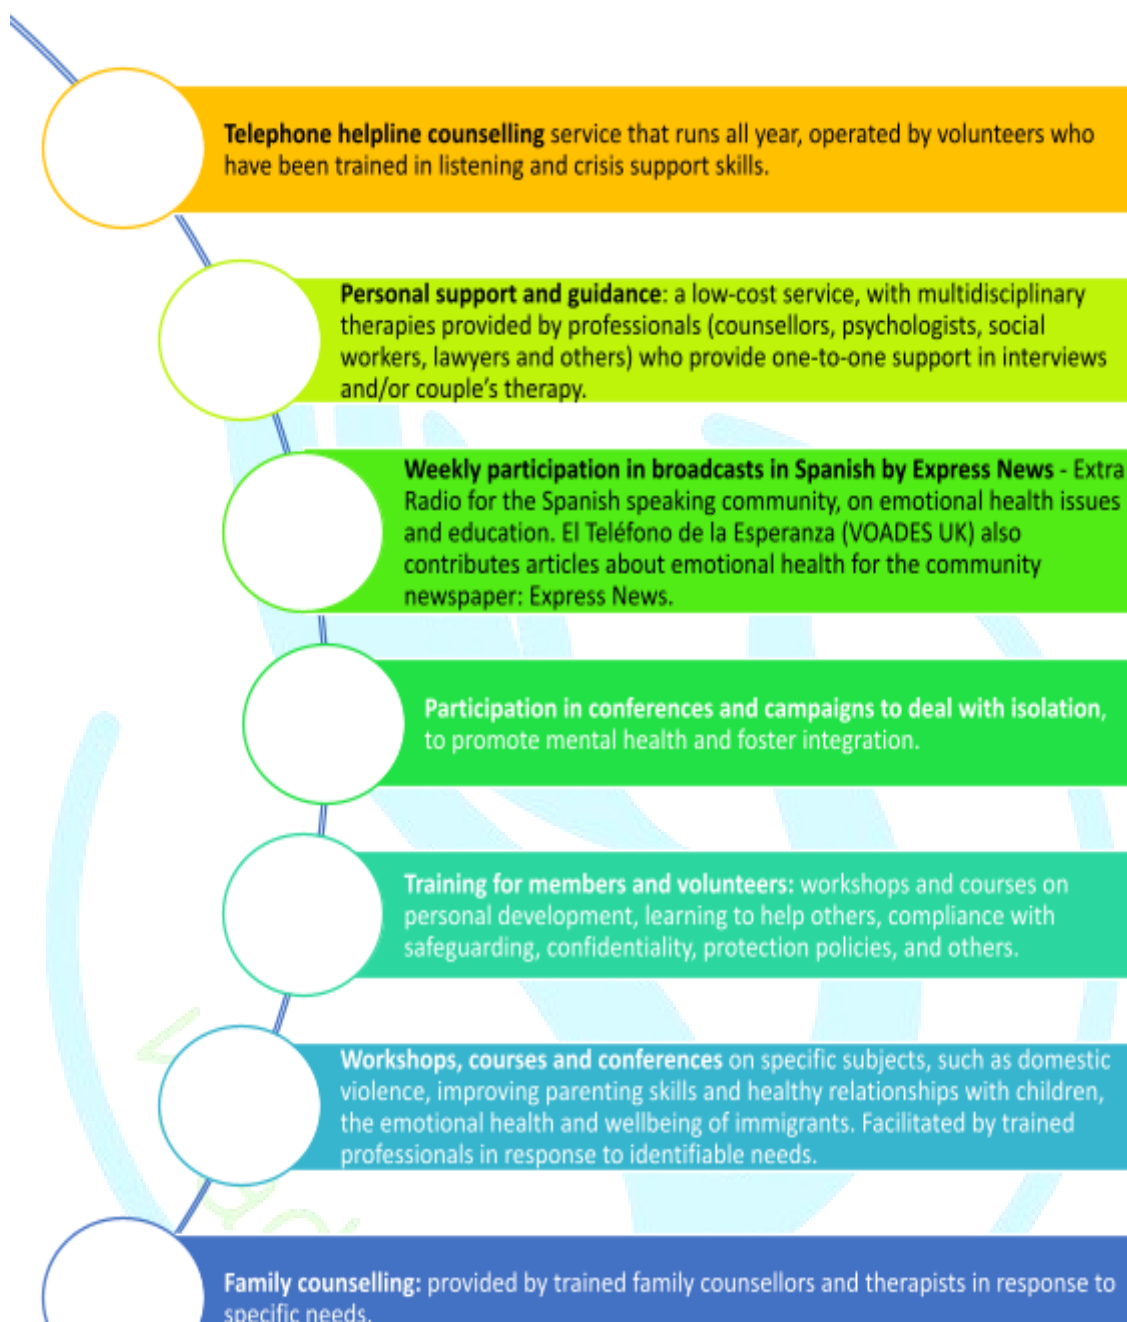 Telephone helpline counselling service that runs all year, operated by volunteers who
have been trained in listening and crisis support skills.
Personal support and guidance: a low-cost service, with multidisciplinary
therapies provided by professionals (counsellors, psychologists, social
workers, lawyers and others) who provide one-to-one support in interviews
and/or couple's therapy.
Weekly participation in broadcasts in Spanish by Express News - Extra
Radio for the Spanish speaking community, on emotional health issues
and education. El Teléfono de la Esperanza (VOADES UK) also
contributes articles about emotional health for the community
newspaper: Express News.
Participation in conferences and campaigns to deal with isolation,
to promote mental health and foster integration.
Training for members and volunteers: workshops and courses on
personal development, learning to help others, compliance with
safeguarding, confidentiality, protection policies, and others.
Workshops, courses and conferences on specific subjects, such as domestic
violence, improving parenting skills and healthy relationships with children,
the emotional health and wellbeing of immigrants. Facilitated by trained
professionals in response to identifiable needs.
Family counselling: provided by trained family counsellors and therapists in response to
specific needs.